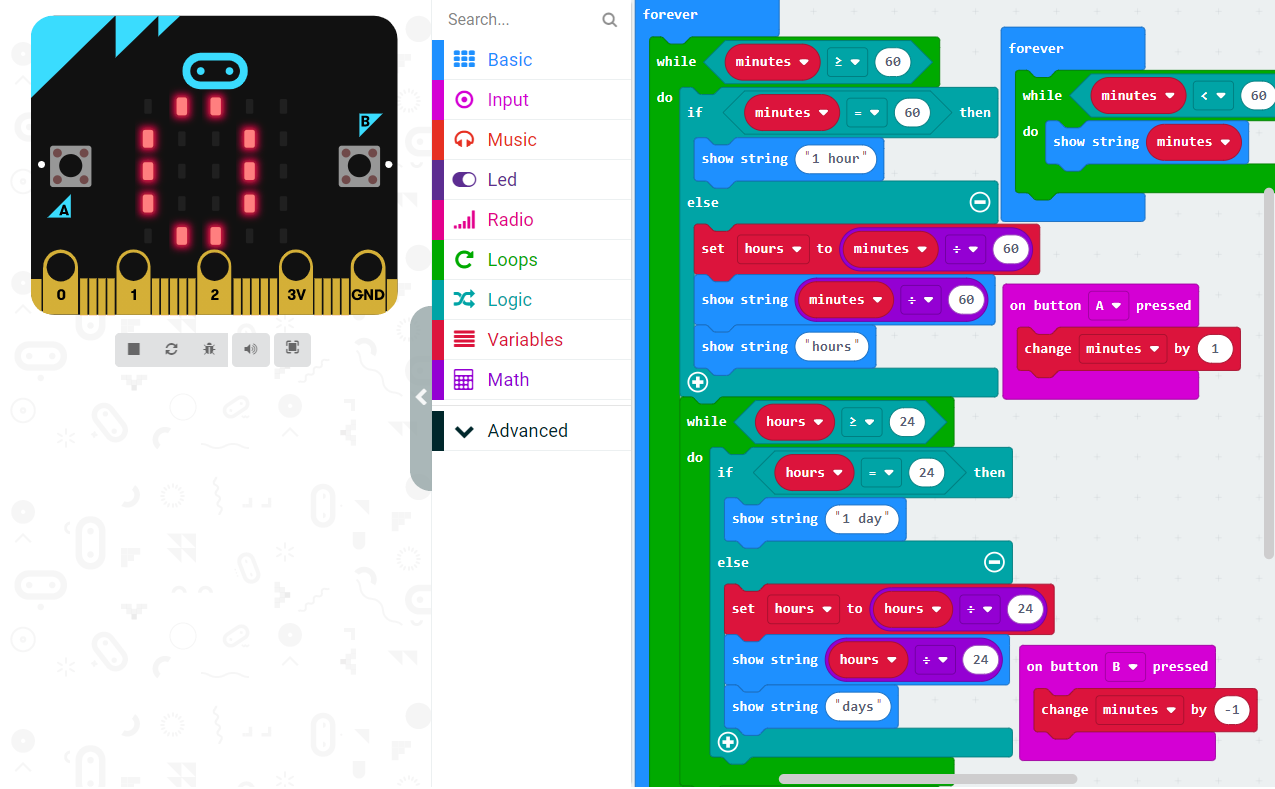 B
A
0 1 2 3V GND
Search...
Basic
Input
Music
Led
Radio
Loops
Logic
Variables
Math
Advanced
forever
while minutes ≥ 60
do
if minutes = 60 then
show string "1 hour"
else
set hours to minutes ÷ 60
show string minutes ÷ 60
show string "hours"
while hours ≥ 24
do
if hours = 24 then
show string "1 day"
else
set hours to hours ÷ 24
show string hours ÷ 24
show string "days"
forever
while minutes < 60
do
show string minutes
on button A pressed
change minutes by 1
on button B pressed
change minutes by -1